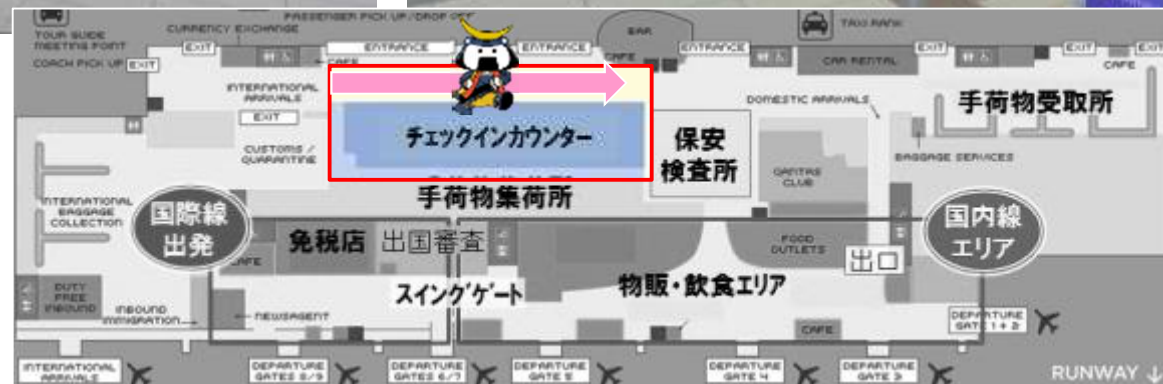 PASSENGER PICK UP/DROP OFF
TOUR GUIDE
MEETING POINT
CURRENCY EXCHANGE
BAR
TAXI RANK
COACH PICK UP
EXIT
EXIT
ENTRANCE
ENTRANCE
ENTRANCE
EXIT
EXIT
EXIT
CAFE
CAFE
CAR RENTAL
CAFE
INTERNATIONAL
ARRIVALS
EXIT
DOMESTIC ARRIVALS
手荷物受取所
チェックインカウンター
保安
検査所
CUSTOMS /
QUARANTINE
BAGGAGE SERVICES
QANTAS
CLUB
手荷物集荷所
INTERNATIONAL
BAGGAGE
COLLECTION
国際線
出発
国内線
エリア
免税店
出国審査
CAFE
FOOD
OUTLETS
出口
スイングゲート
物販・飲食エリア
DUTY
FREE
INBOUND
INBOUND
IMMIGRATION
NEWSAGENT
CAFE
DEPARTURE
GATE 1+2
INTERNATIONAL
ARRIVALS
DEPARTURE
GATES 8/9
DEPARTURE
GATES 6/7
DEPARTURE
GATE 5
DEPARTURE
GATE 4
DEPARTURE
GATE 3
RUNWAY ↓